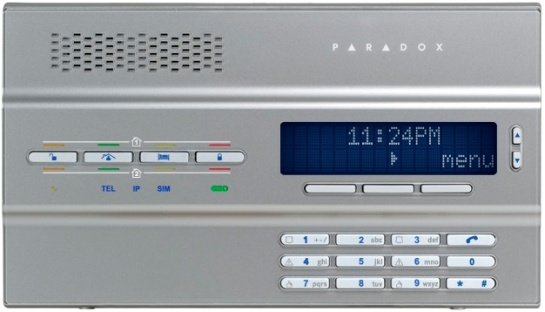 PARADOX
11:24PM
menu
1
2
TEL IP SIM
1 +-/ 2 abc 3 def
4 ghi 5 jkl 6 mno 0
7 pqrs 8 tuv 9 wxyz * #